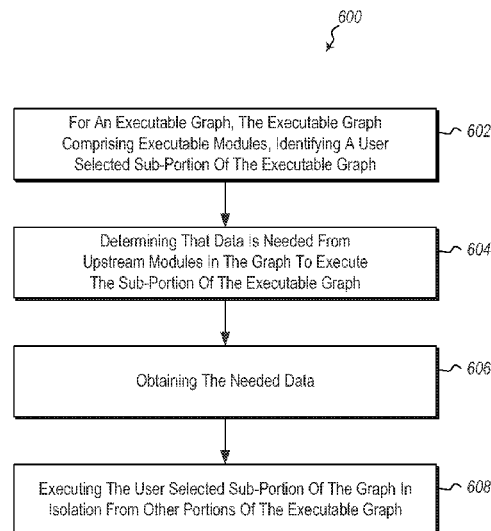 600
For An Executable Graph, The Executable Graph
Comprising Executable Modules, Identifying A User
Selected Sub-Portion Of The Executable Graph
602
Determining That Data Is Needed From
Upstream Modules In The Graph To Execute
The Sub-Portion Of The Executable Graph
604
Obtaining The Needed Data
606
Executing The User Selected Sub-Portion Of The Graph In
Isolation From Other Portions Of The Executable Graph
608